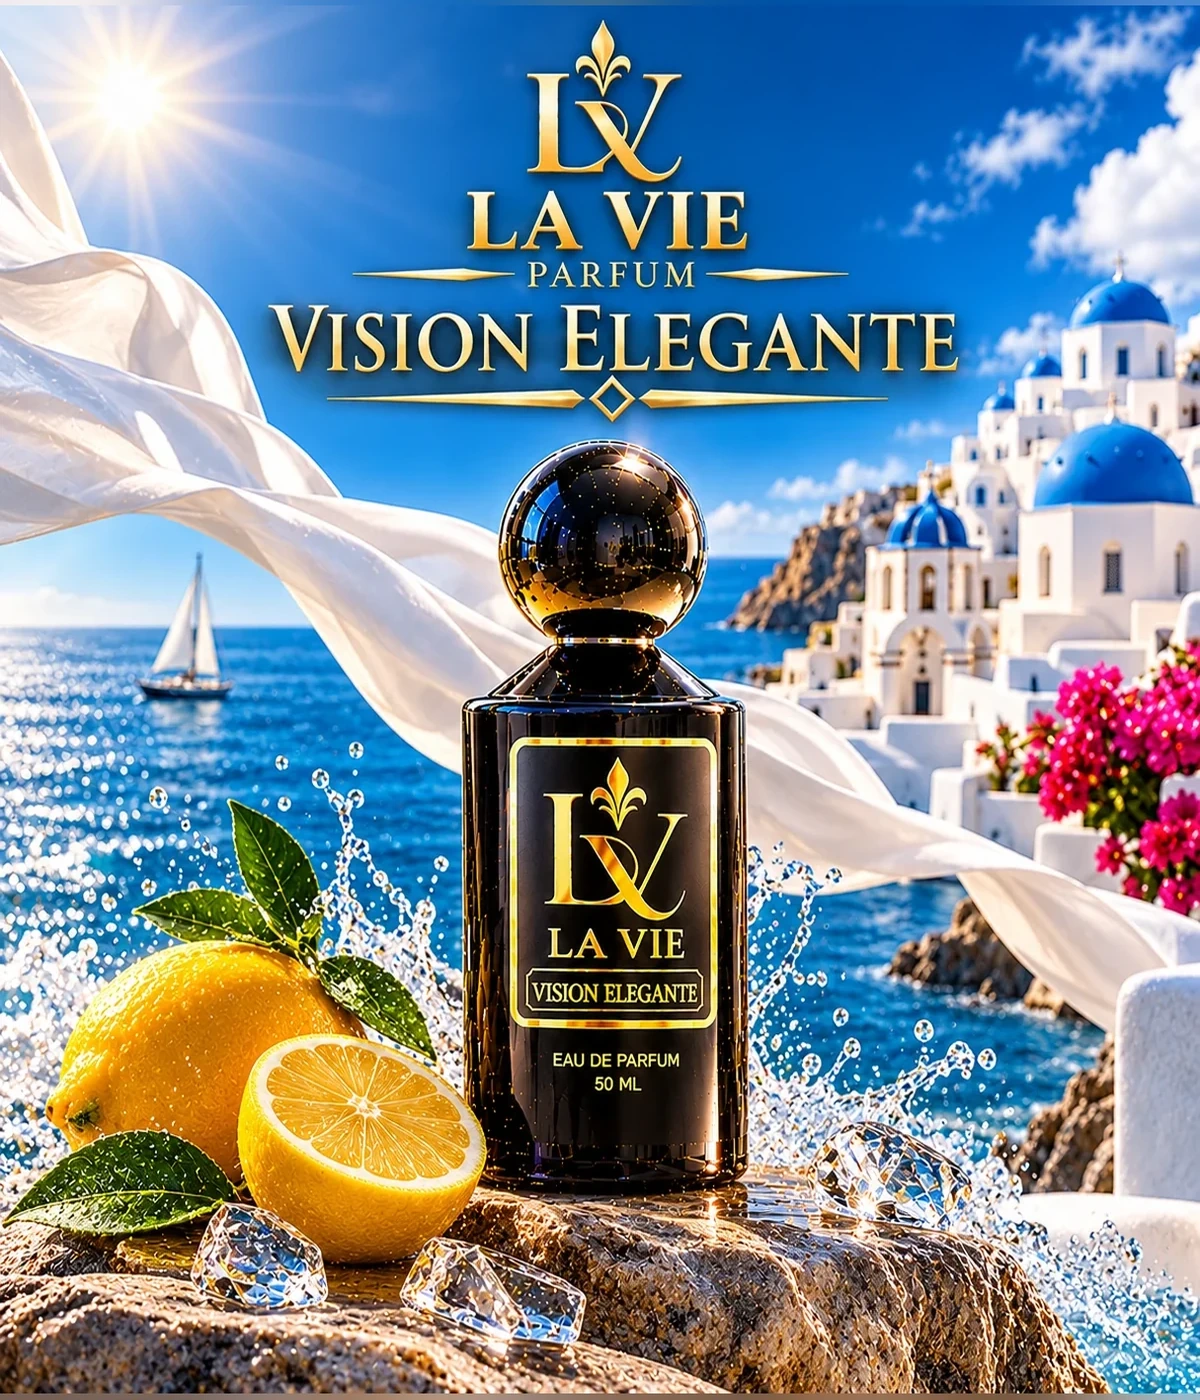 LV
LA VIE
PARFUM
VISION ELEGANTE
LV
LA VIE
VISION ELEGANTE
EAU DE PARFUM
50 ML